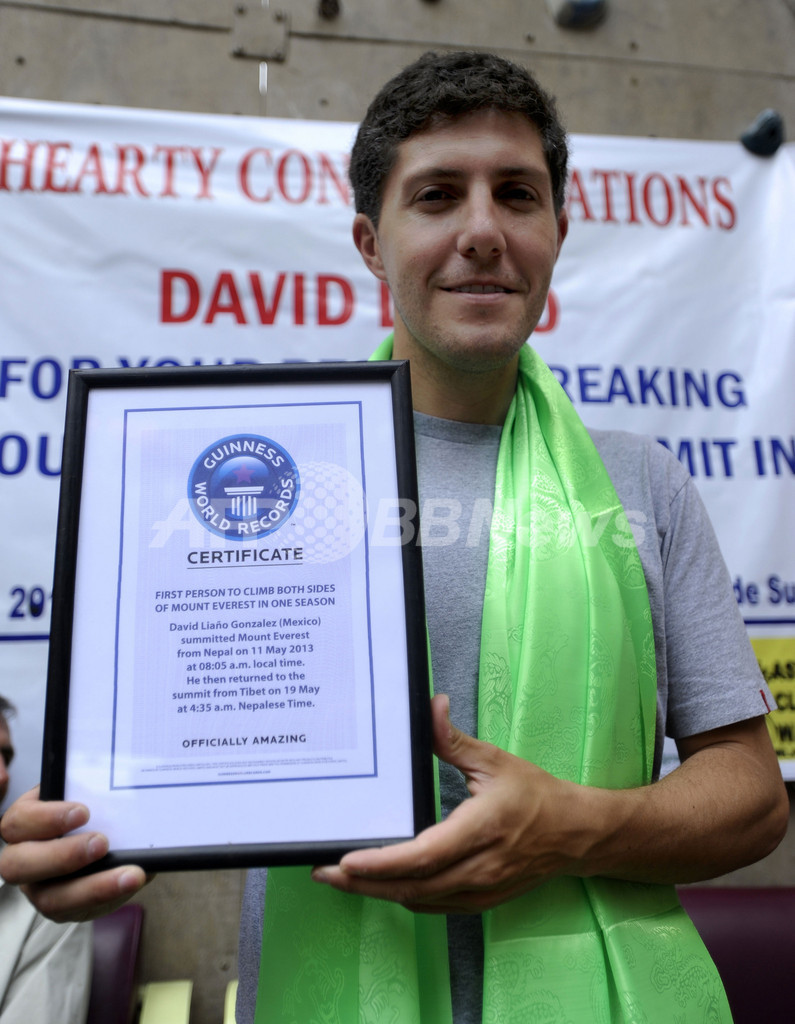 HEARTY CON ATIONS
DAVID
FOR YOUR REAKING
OU MIT IN
de Su
GUINNESS
WORLD RECORDS
CERTIFICATE
FIRST PERSON TO CLIMB BOTH SIDES
OF MOUNT EVEREST IN ONE SEASON
David Liaño Gonzalez (Mexico)
summitted Mount Everest
from Nepal on 11 May 2013
at 08:05 a.m. local time.
He then returned to the
summit from Tibet on 19 May
at 4:35 a.m. Nepalese Time.
OFFICIALLY AMAZING
AFPBBNews